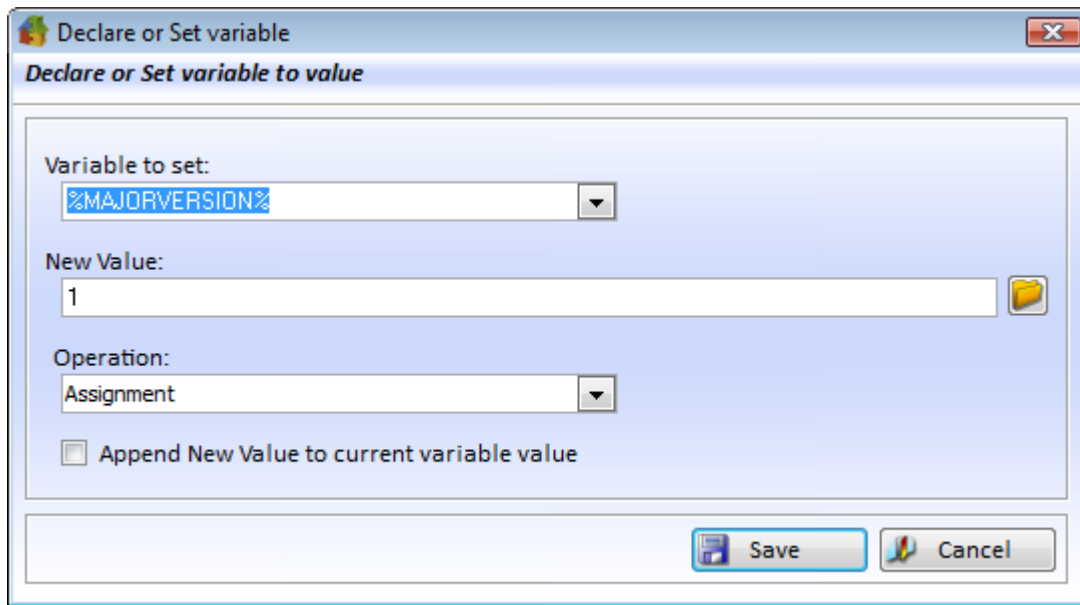 Declare or Set variable
Declare or Set variable to value
Variable to set:
%MAJORVERSION%
New Value:
1
Operation:
Assignment
Append New Value to current variable value
Save
Cancel